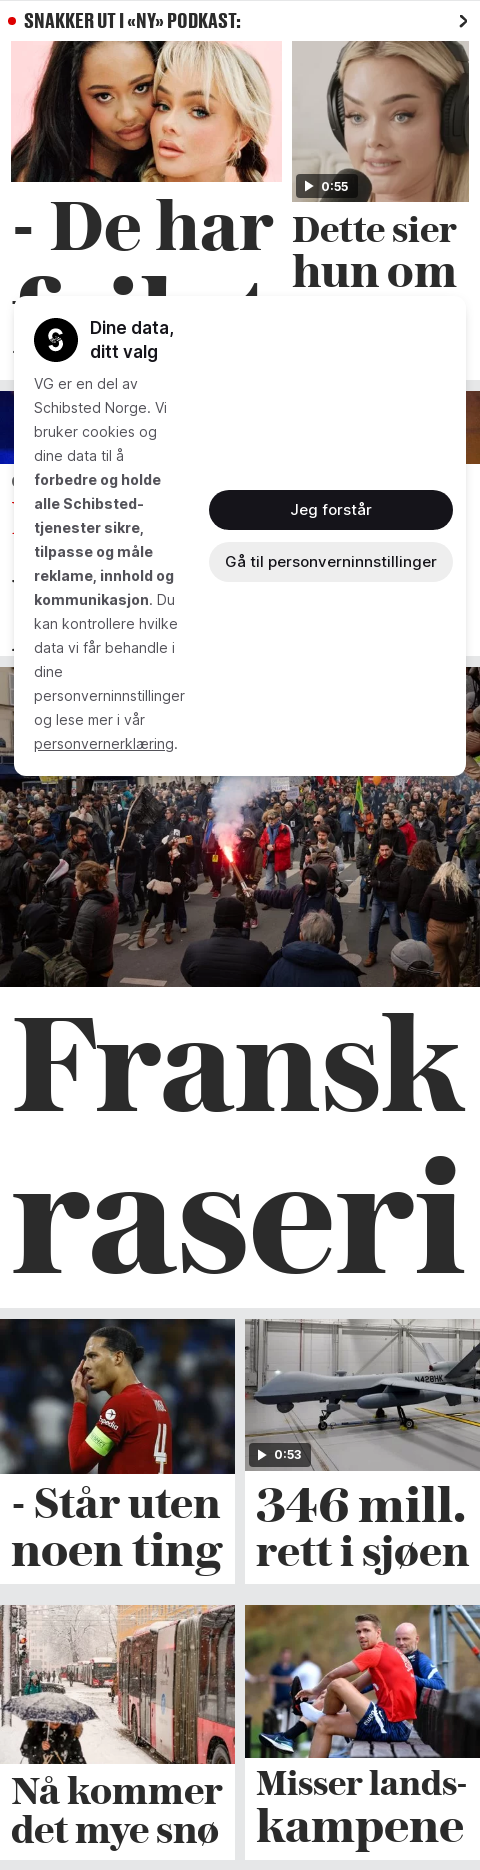 SNAKKER UT I «NY» PODKAST:
- De har
0:55
Dette sier
hun om
Dine data,
ditt valg
VG er en del av
Schibsted Norge. Vi
bruker cookies og
dine data til å
forbedre og holde
alle Schibsted-
tjenester sikre,
tilpasse og måle
reklame, innhold og
kommunikasjon. Du
kan kontrollere hvilke
data vi får behandle i
dine
personverninnstillinger
og lese mer i vår
personvernerklæring.
Jeg forstår
Gå til personverninnstillinger
Fransk
raseri
- Står uten
noen ting
N428HK
0:53
346 mill.
rett i sjøen
Nå kommer
det mye snø
Misser lands-
kampene